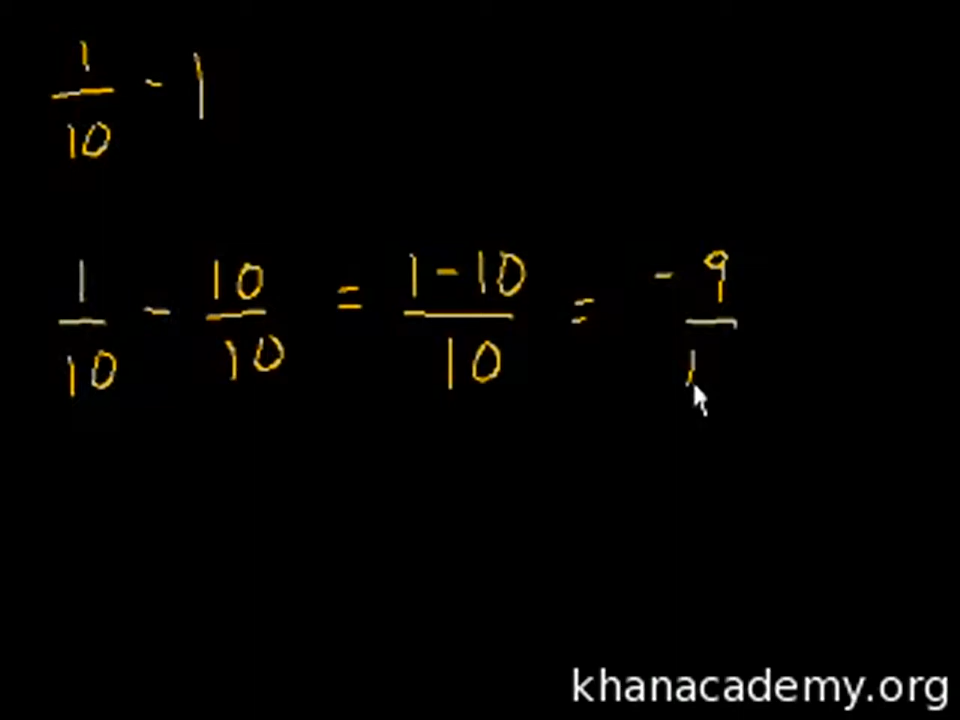 1/10 - 1
1/10 - 10/10 = (1 - 10)/10 = - 9/1
khanacademy.org